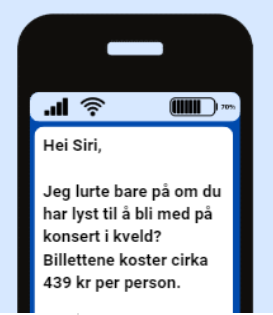 70%
Hei Siri,
Jeg lurte bare på om du
har lyst til å bli med på
konsert i kveld?
Billettene koster cirka
439 kr per person.